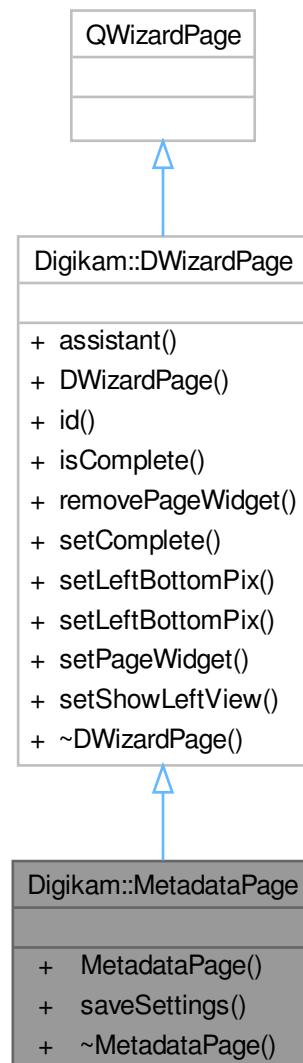 QWizardPage
Digikam::DWizardPage
+ assistant()
+ DWizardPage()
+ id()
+ isComplete()
+ removePageWidget()
+ setComplete()
+ setLeftBottomPix()
+ setLeftBottomPix()
+ setPageWidget()
+ setShowLeftView()
+ ~DWizardPage()
Digikam::MetadataPage
+ MetadataPage()
+ saveSettings()
+ ~MetadataPage()